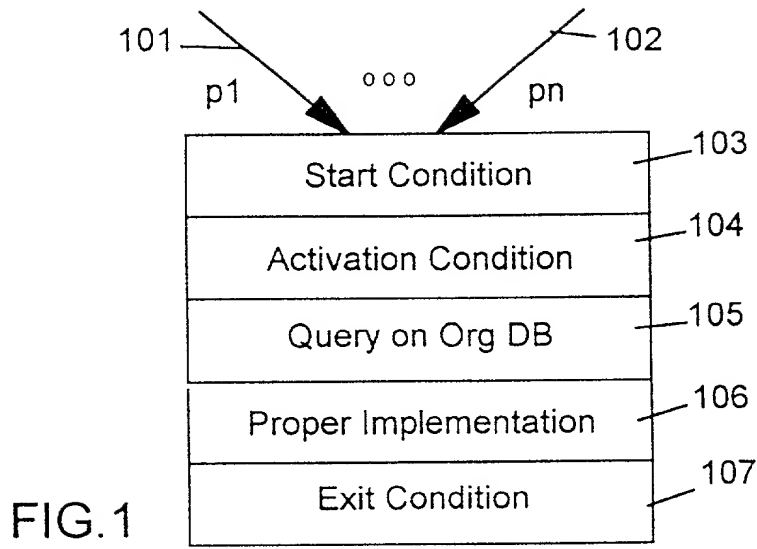 101
102
p1
ooo
pn
Start Condition
103
Activation Condition
104
Query on Org DB
105
Proper Implementation
106
Exit Condition
107
FIG.1